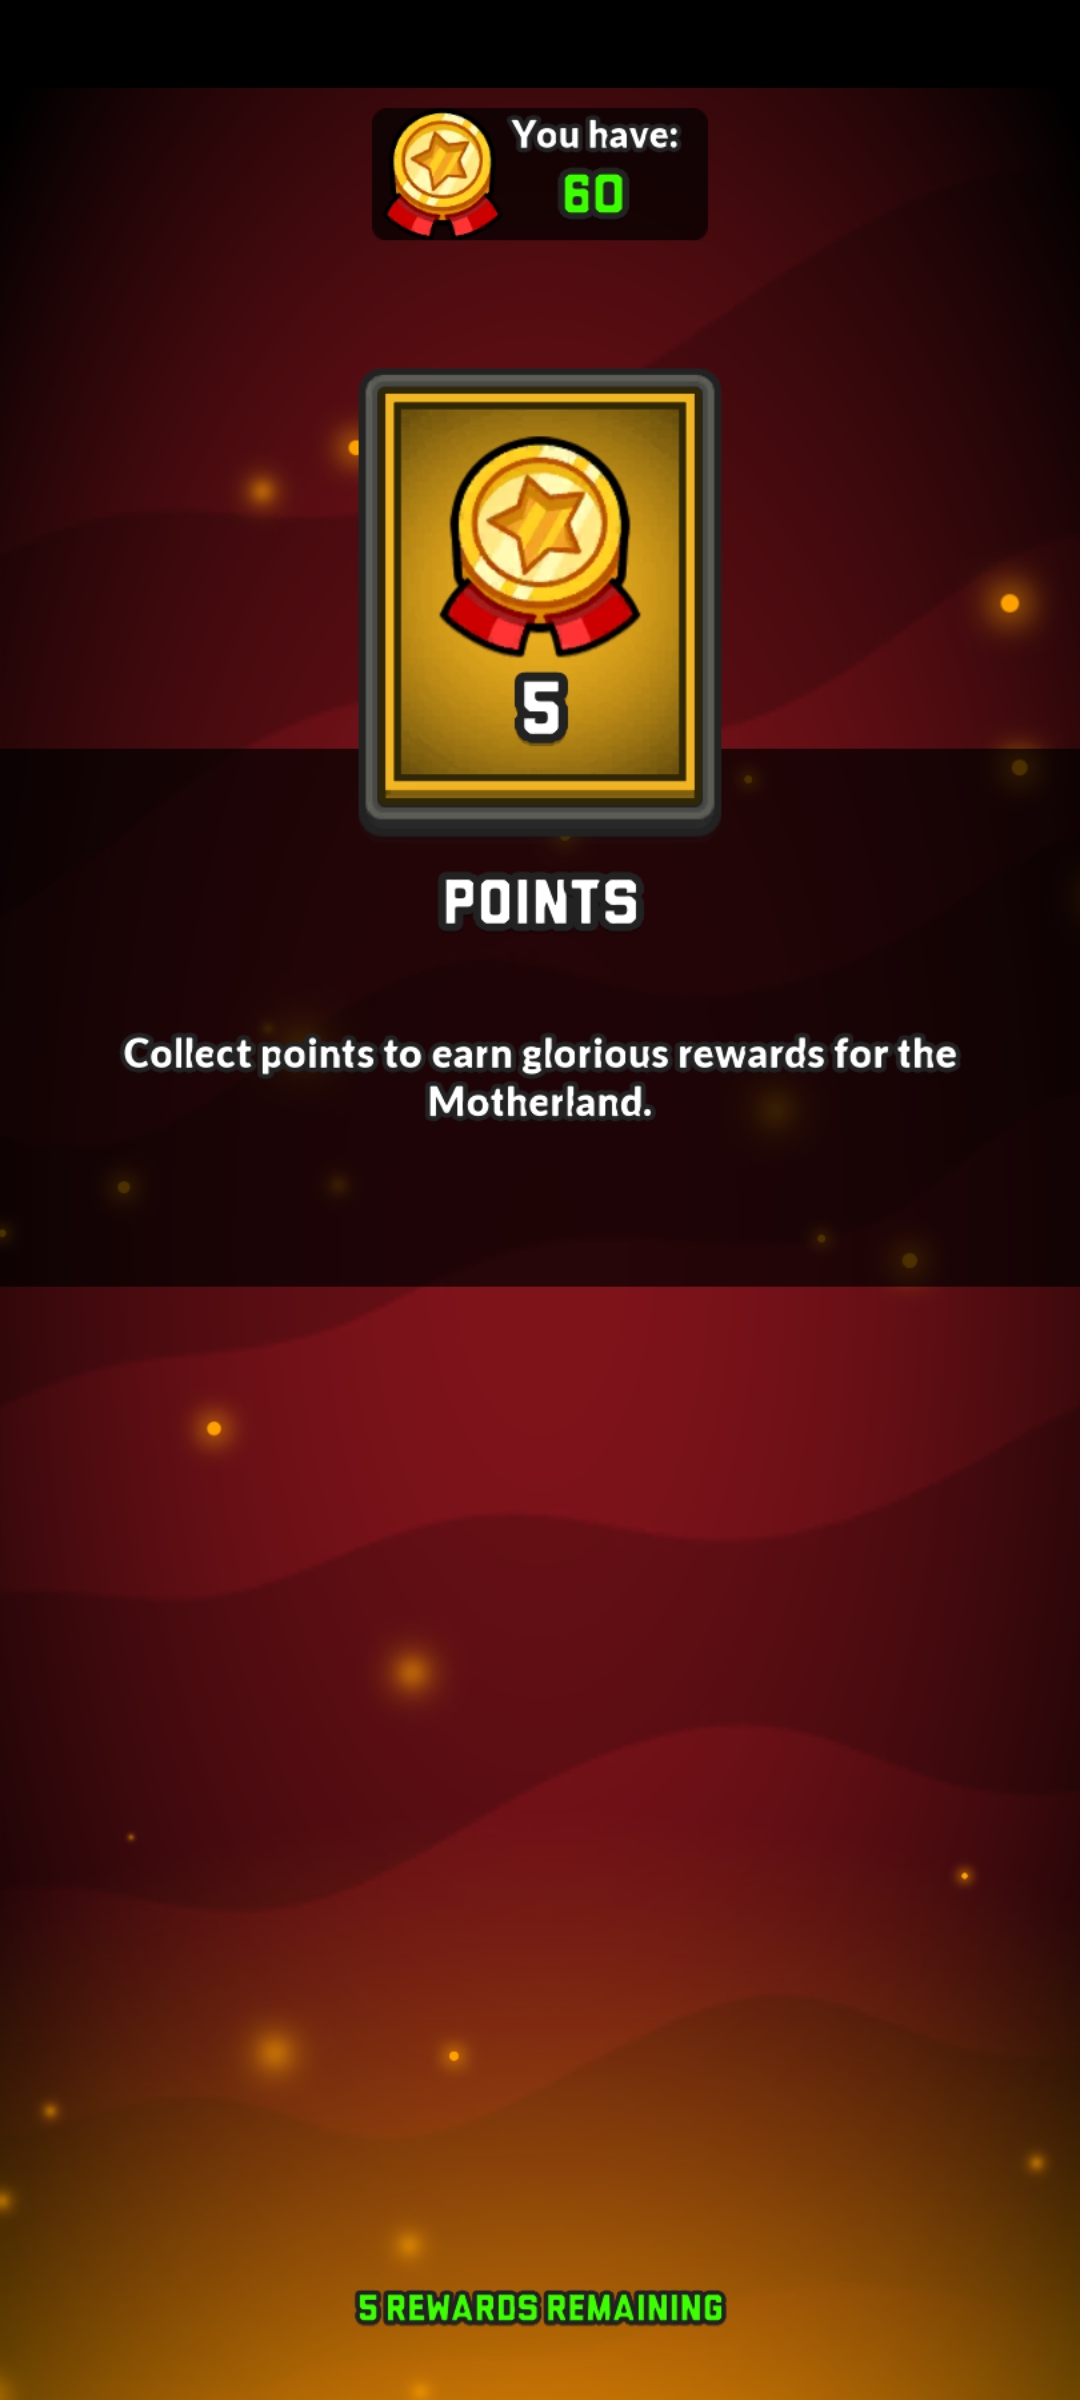 You have:
60
5
POINTS
Collect points to earn glorious rewards for the
Motherland.
5 REWARDS REMAINING